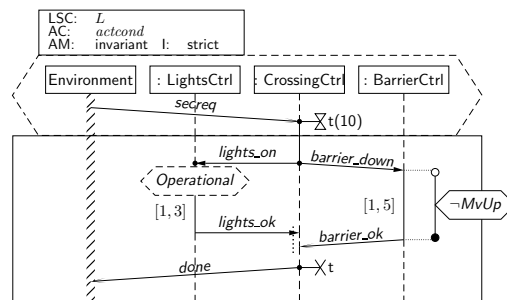 LSC: L
AC: actcond
AM: invariant I: strict
Environment : LightsCtrl : CrossingCtrl : BarrierCtrl
secreq
t(10)
lights_on barrier_down
Operational
¬MvUp
[1, 3] [1, 5]
lights_ok barrier_ok
done t